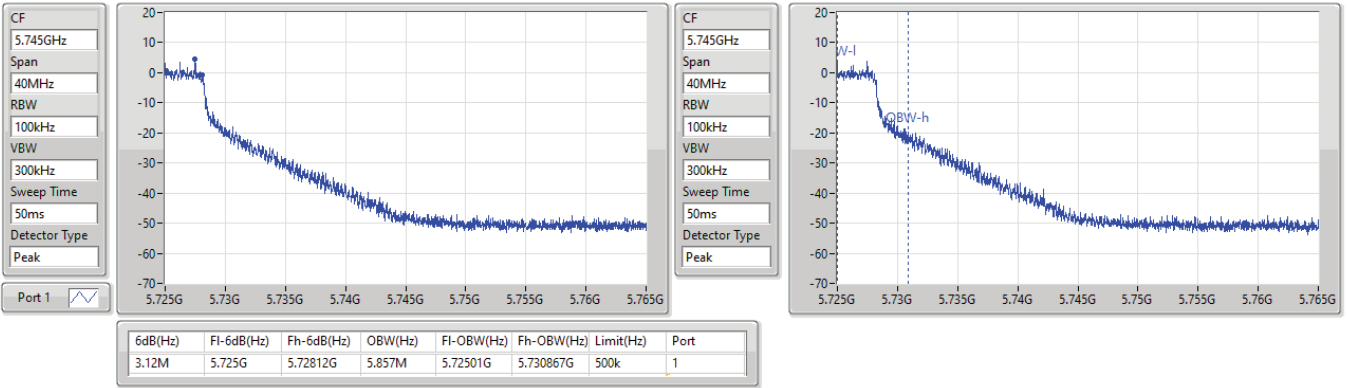 CF
5.745GHz
Span
40MHz
RBW
100kHz
VBW
300kHz
Sweep Time
50ms
Detector Type
Peak
Port 1
20-
10-
0-
-10-
-20-
-30-
-40-
-50-
-60-
-70-
5.725G 5.73G 5.735G 5.74G 5.745G 5.75G 5.755G 5.76G 5.765G
CF
5.745GHz
Span
40MHz
RBW
100kHz
VBW
300kHz
Sweep Time
50ms
Detector Type
Peak
20-
10-
0-
-10-
-20-
-30-
-40-
-50-
-60-
-70-
W-l
OBW-h
5.725G 5.73G 5.735G 5.74G 5.745G 5.75G 5.755G 5.76G 5.765G
6dB(Hz) Fl-6dB(Hz) Fh-6dB(Hz) OBW(Hz) Fl-OBW(Hz) Fh-OBW(Hz) Limit(Hz) Port
3.12M 5.725G 5.72812G 5.857M 5.72501G 5.730867G 500k 1